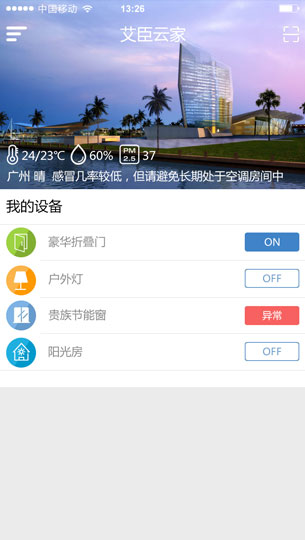 中国移动 13:26
艾臣云家
24/23℃ 60% PM 2.5 37
广州 晴 感冒几率较低，但请避免长期处于空调房间中
我的设备
豪华折叠门 ON
户外灯 OFF
贵族节能窗 异常
阳光房 OFF